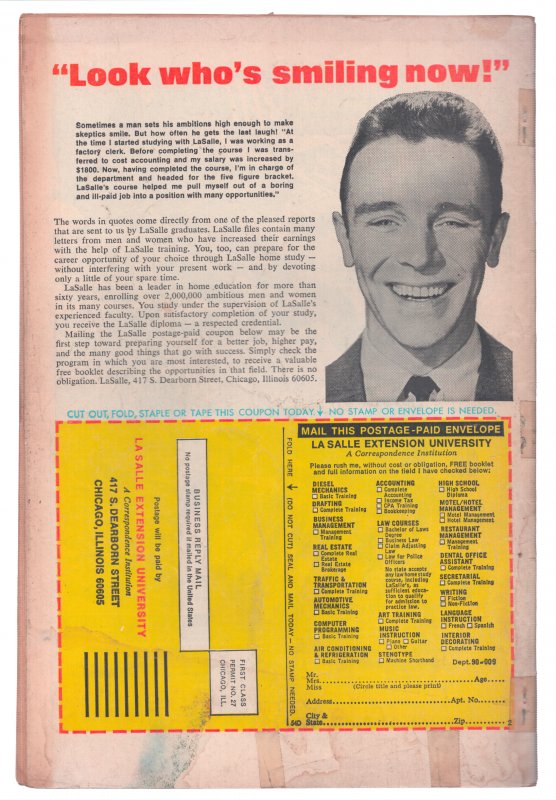 “Look who’s smiling now!”
Sometimes a man sets his ambitions high enough to make
skeptics smile. But how often he gets the last laugh! “At
the time I started studying with LaSalle, I was working as a
factory clerk. Before completing the course I was trans-
ferred to cost accounting and my salary was increased by
$1800. Now, having completed the course, I’m in charge of
the department and headed for the five figure bracket.
LaSalle’s course helped me pull myself out of a boring
and ill-paid job into a position with many opportunities.”
The words in quotes come directly from one of the pleased reports
that are sent to us by LaSalle graduates. LaSalle files contain many
letters from men and women who have increased their earnings
with the help of LaSalle training. You, too, can prepare for the
career opportunity of your choice through LaSalle home study —
without interfering with your present work — and by devoting
only a little of your spare time.
LaSalle has been a leader in home education for more than
sixty years, enrolling over 2,000,000 ambitious men and women
in its many courses. You study under the supervision of LaSalle’s
experienced faculty. Upon satisfactory completion of your study,
you receive the LaSalle diploma — a respected credential.
Mailing the LaSalle postage-paid coupon below may be the
first step toward preparing yourself for a better job, higher pay,
and the many good things that go with success. Simply check the
program in which you are most interested, to receive a valuable
free booklet describing the opportunities in that field. There is no
obligation. LaSalle, 417 S. Dearborn Street, Chicago, Illinois 60605.
CUT OUT, FOLD, STAPLE OR TAPE THIS COUPON TODAY ↓ NO STAMP OR ENVELOPE IS NEEDED.
FIRST CLASS
PERMIT NO. 27
CHICAGO, ILL.
BUSINESS REPLY MAIL
No postage stamp required if mailed in the United States
Postage will be paid by
LA SALLE EXTENSION UNIVERSITY
A Correspondence Institution
417 S. DEARBORN STREET
CHICAGO, ILLINOIS 60605
FOLD HERE ↓ (DO NOT CUT) SEAL AND MAIL TODAY—NO STAMP NEEDED.
MAIL THIS POSTAGE-PAID ENVELOPE
LA SALLE EXTENSION UNIVERSITY
A Correspondence Institution
Please rush me, without cost or obligation, FREE booklet
and full information on the field I have checked below:
DIESEL
MECHANICS
☐ Basic Training
DRAFTING
☐ Complete Training
BUSINESS
MANAGEMENT
☐ Management
Training
REAL ESTATE
☐ Complete Real
Estate
☐ Real Estate
Brokerage
TRAFFIC &
TRANSPORTATION
☐ Complete Training
AUTOMOTIVE
MECHANICS
☐ Basic Training
COMPUTER
PROGRAMMING
☐ Basic Training
AIR CONDITIONING
& REFRIGERATION
☐ Basic Training
ACCOUNTING
☐ Complete
Accounting
☐ Income Tax
☐ CPA Training
☐ Bookkeeping
LAW COURSES
☐ Bachelor of Laws
Degree
☐ Business Law
☐ Claim Adjusting
Law
☐ Law for Police
Officers
No state accepts
any law home study
course, including
LaSalle’s, as
sufficient educa-
tion to qualify
for admission to
practice law.
ART TRAINING
☐ Complete Training
MUSIC
INSTRUCTION
☐ Piano ☐ Guitar
☐ Other
STENOTYPE
☐ Machine Shorthand
HIGH SCHOOL
☐ High School
Diploma
MOTEL/HOTEL
MANAGEMENT
☐ Motel Management
☐ Hotel Management
RESTAURANT
MANAGEMENT
☐ Management
Training
DENTAL OFFICE
ASSISTANT
☐ Complete Training
SECRETARIAL
☐ Complete Training
WRITING
☐ Fiction
☐ Non-Fiction
LANGUAGE
INSTRUCTION
☐ French ☐ Spanish
INTERIOR
DECORATING
☐ Complete Training
Dept. 90-009
Mr.
Mrs. Age
Miss (Circle title and please print)
Address Apt. No.
City &
State Zip
540
2